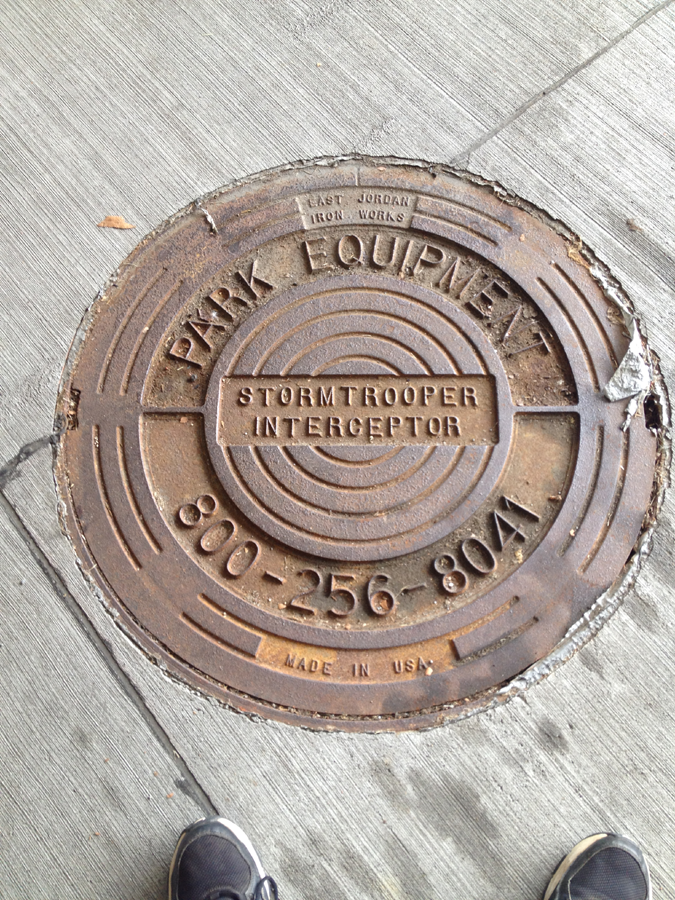 EAST JORDAN
IRON WORKS
PARK EQUIPMENT
STORMTROOPER
INTERCEPTOR
800-256-8041
MADE IN USA